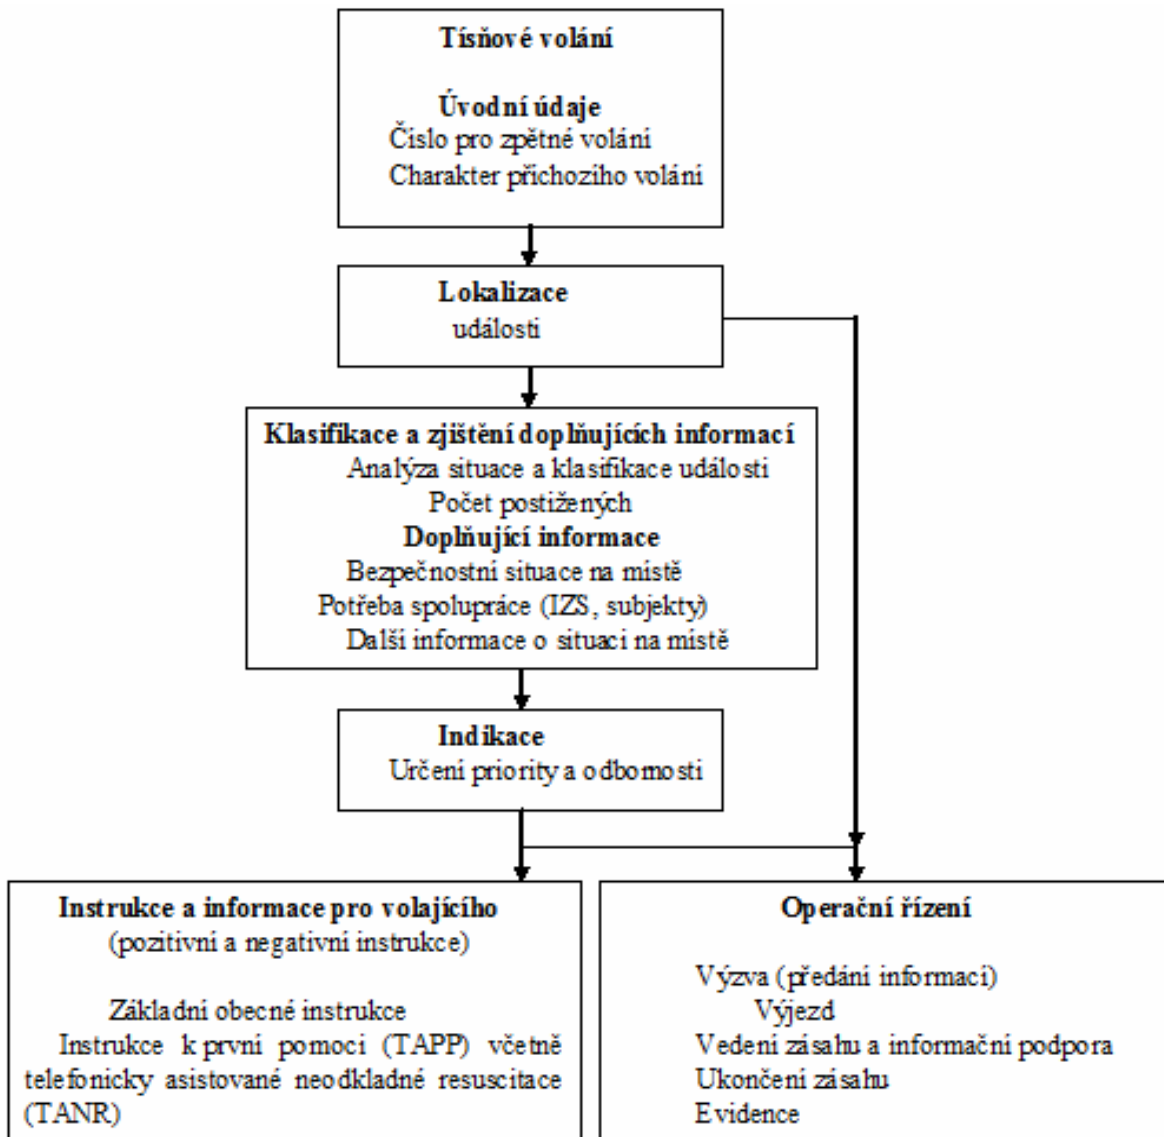 Tísňové volání
Úvodní údaje
Číslo pro zpětné volání
Charakter příchozího volání
Lokalizace
události
Klasifikace a zjištění doplňujících informací
Analýza situace a klasifikace události
Počet postižených
Doplňující informace
Bezpečnostní situace na místě
Potřeba spolupráce (IZS, subjekty)
Další informace o situaci na místě
Indikace
Určení priority a odbornosti
Instrukce a informace pro volajícího
(pozitivní a negativní instrukce)
Základní obecné instrukce
Instrukce k první pomoci (TAPP) včetně
telefonicky asistované neodkladné resuscitace
(TANR)
Operační řízení
Výzva (předání informací)
Výjezd
Vedení zásahu a informační podpora
Ukončení zásahu
Evidence